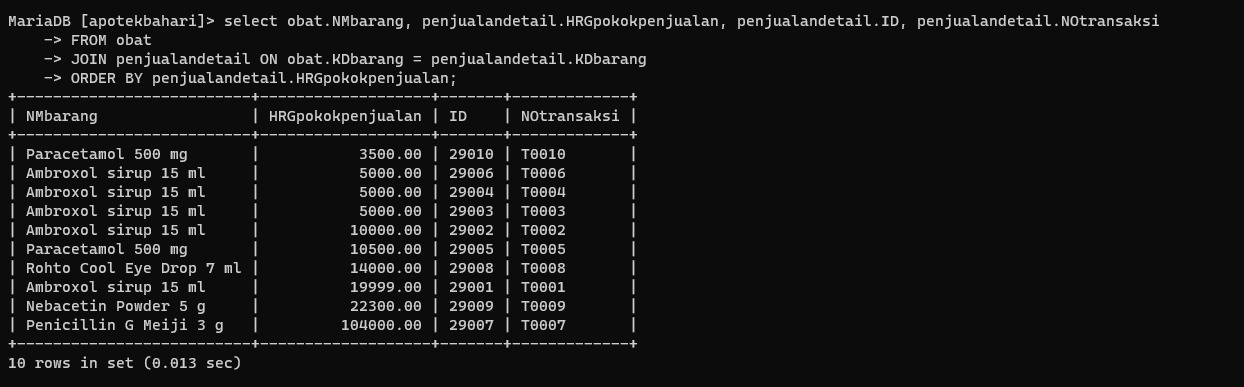 MariaDB [apotekbahari]> select obat.NMbarang, penjualandetail.HRGpokokpenjualan, penjualandetail.ID, penjualandetail.NOtransaksi
    -> FROM obat
    -> JOIN penjualandetail ON obat.KDbarang = penjualandetail.KDbarang
    -> ORDER BY penjualandetail.HRGpokokpenjualan;
+--------------------------+-------------------+-------+-------------+
| NMbarang                 | HRGpokokpenjualan | ID    | NOtransaksi |
+--------------------------+-------------------+-------+-------------+
| Paracetamol 500 mg       |           3500.00 | 29010 | T0010       |
| Ambroxol sirup 15 ml     |           5000.00 | 29006 | T0006       |
| Ambroxol sirup 15 ml     |           5000.00 | 29004 | T0004       |
| Ambroxol sirup 15 ml     |           5000.00 | 29003 | T0003       |
| Ambroxol sirup 15 ml     |          10000.00 | 29002 | T0002       |
| Paracetamol 500 mg       |          10500.00 | 29005 | T0005       |
| Rohto Cool Eye Drop 7 ml |          14000.00 | 29008 | T0008       |
| Ambroxol sirup 15 ml     |          19999.00 | 29001 | T0001       |
| Nebacetin Powder 5 g     |          22300.00 | 29009 | T0009       |
| Penicillin G Meiji 3 g   |         104000.00 | 29007 | T0007       |
+--------------------------+-------------------+-------+-------------+
10 rows in set (0.013 sec)